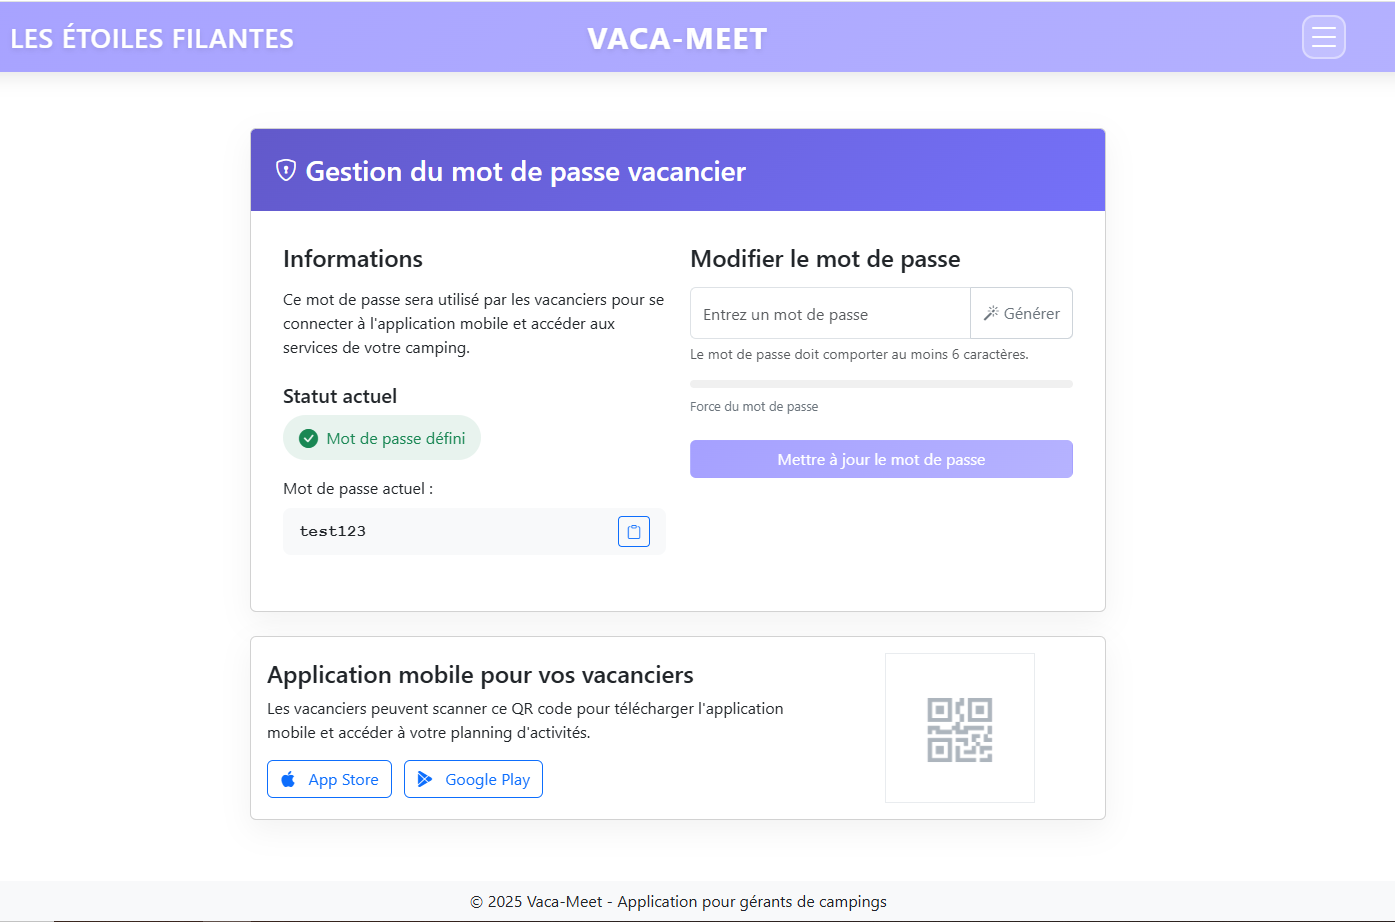 LES ÉTOILES FILANTES
VACA-MEET
Gestion du mot de passe vacancier
Informations
Ce mot de passe sera utilisé par les vacanciers pour se
connecter à l'application mobile et accéder aux
services de votre camping.
Statut actuel
Mot de passe défini
Mot de passe actuel :
test123
Modifier le mot de passe
Entrez un mot de passe
Générer
Le mot de passe doit comporter au moins 6 caractères.
Force du mot de passe
Mettre à jour le mot de passe
Application mobile pour vos vacanciers
Les vacanciers peuvent scanner ce QR code pour télécharger l'application
mobile et accéder à votre planning d'activités.
App Store
Google Play
© 2025 Vaca-Meet - Application pour gérants de campings